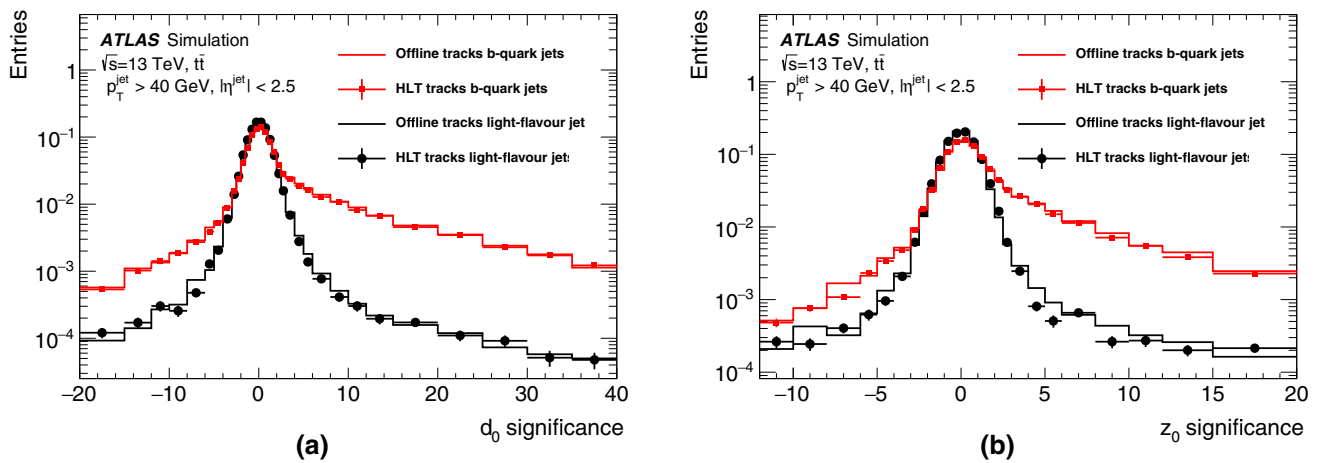 Entries
ATLAS Simulation
√s=13 TeV, tt̄
p_T^jet > 40 GeV, |η^jet| < 2.5
Offline tracks b-quark jets
HLT tracks b-quark jets
Offline tracks light-flavour jet
HLT tracks light-flavour jets
1
10⁻¹
10⁻²
10⁻³
10⁻⁴
−20 −10 0 10 20 30 40
d₀ significance
(a)
Entries
ATLAS Simulation
√s=13 TeV, tt̄
p_T^jet > 40 GeV, |η^jet| < 2.5
Offline tracks b-quark jets
HLT tracks b-quark jets
Offline tracks light-flavour jet
HLT tracks light-flavour jets
1
10⁻¹
10⁻²
10⁻³
10⁻⁴
−10 −5 0 5 10 15 20
z₀ significance
(b)